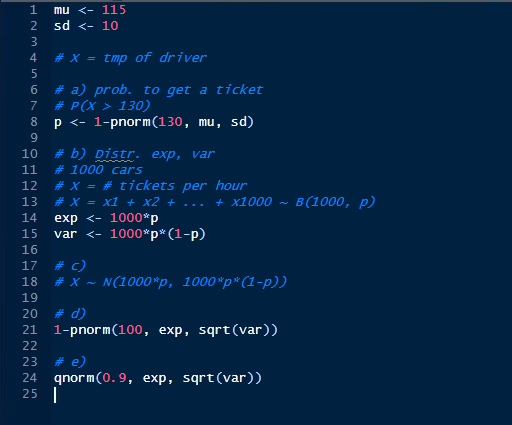 1 mu <- 115
2 sd <- 10
3
4 # X = tmp of driver
5
6 # a) prob. to get a ticket
7 # P(X > 130)
8 p <- 1-pnorm(130, mu, sd)
9
10 # b) Distr. exp, var
11 # 1000 cars
12 # X = # tickets per hour
13 # X = x1 + x2 + ... + x1000 ~ B(1000, p)
14 exp <- 1000*p
15 var <- 1000*p*(1-p)
16
17 # c)
18 # X ~ N(1000*p, 1000*p*(1-p))
19
20 # d)
21 1-pnorm(100, exp, sqrt(var))
22
23 # e)
24 qnorm(0.9, exp, sqrt(var))
25